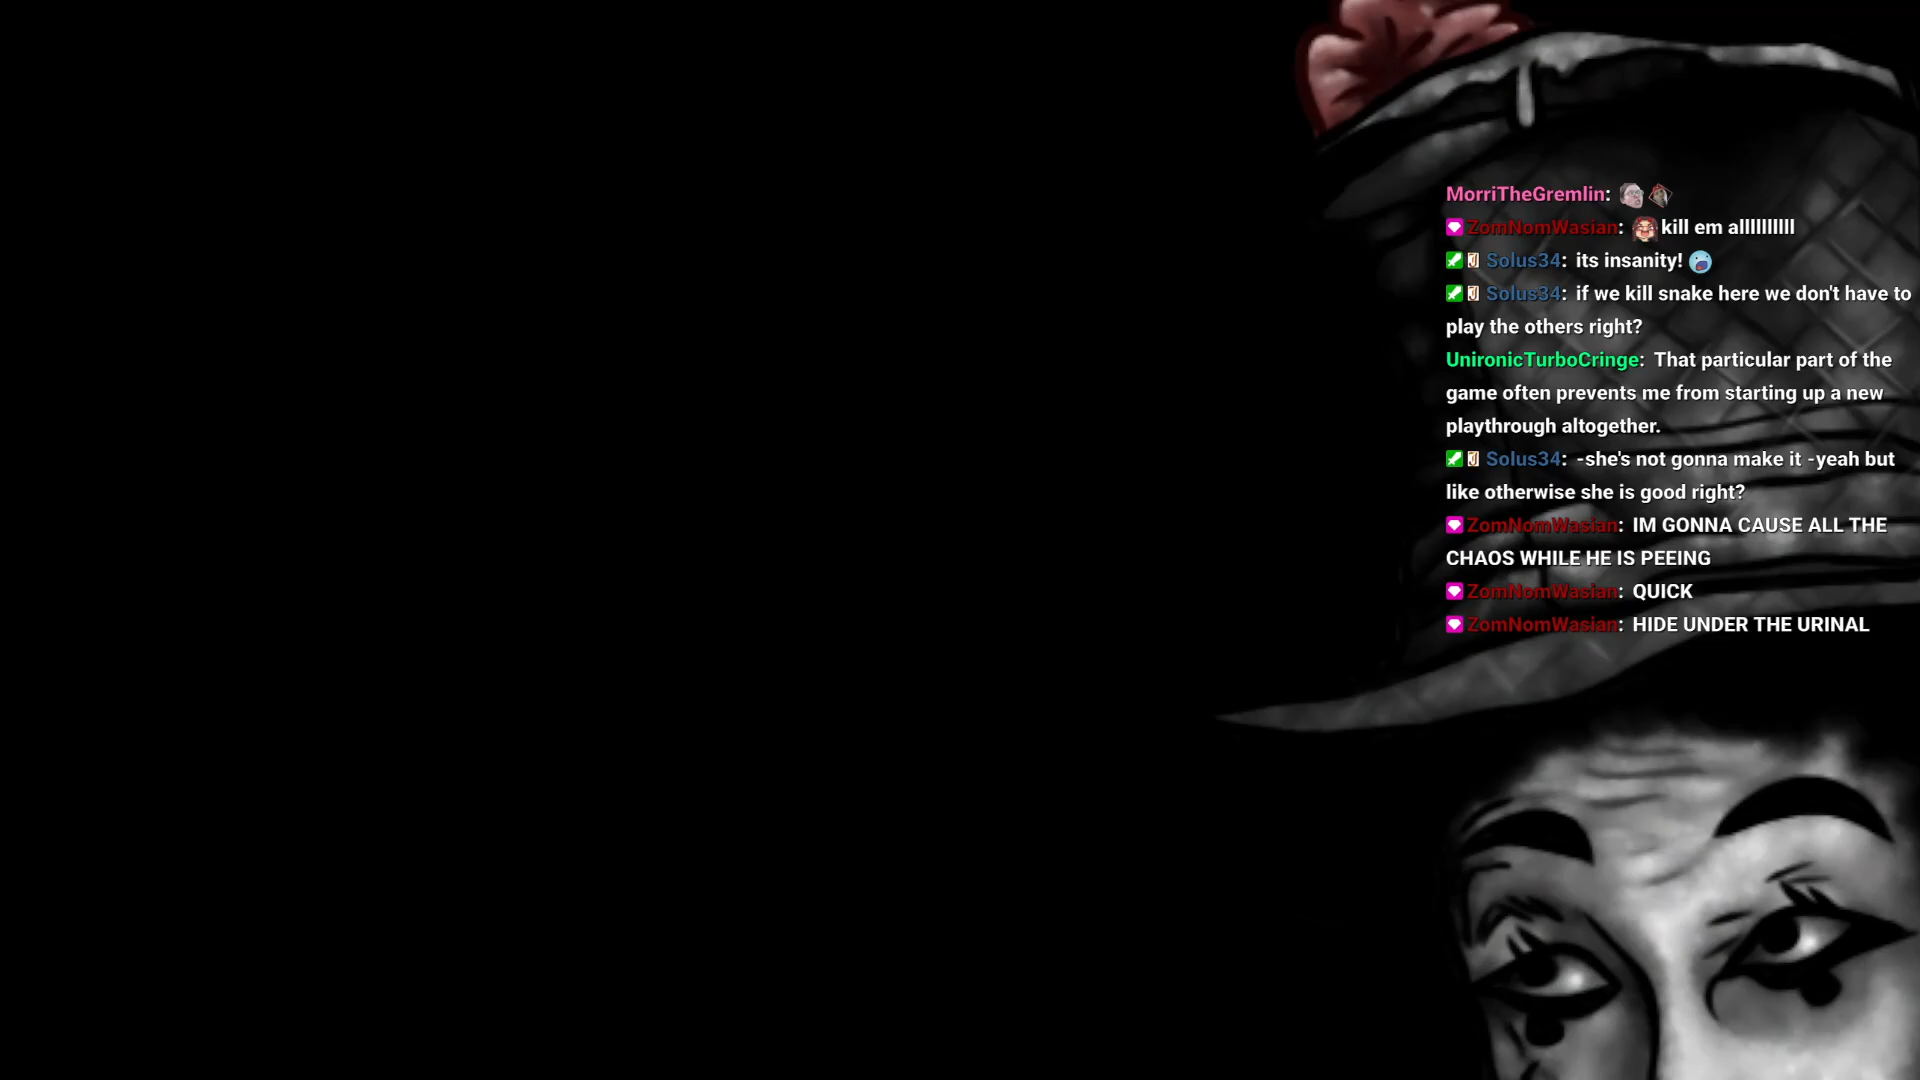 MorriTheGremlin:
ZomNomWasian: kill em allllllllll
Solus34: its insanity!
Solus34: if we kill snake here we don't have to
play the others right?
UnironicTurboCringe: That particular part of the
game often prevents me from starting up a new
playthrough altogether.
Solus34: -she's not gonna make it -yeah but
like otherwise she is good right?
ZomNomWasian: IM GONNA CAUSE ALL THE
CHAOS WHILE HE IS PEEING
ZomNomWasian: QUICK
ZomNomWasian: HIDE UNDER THE URINAL